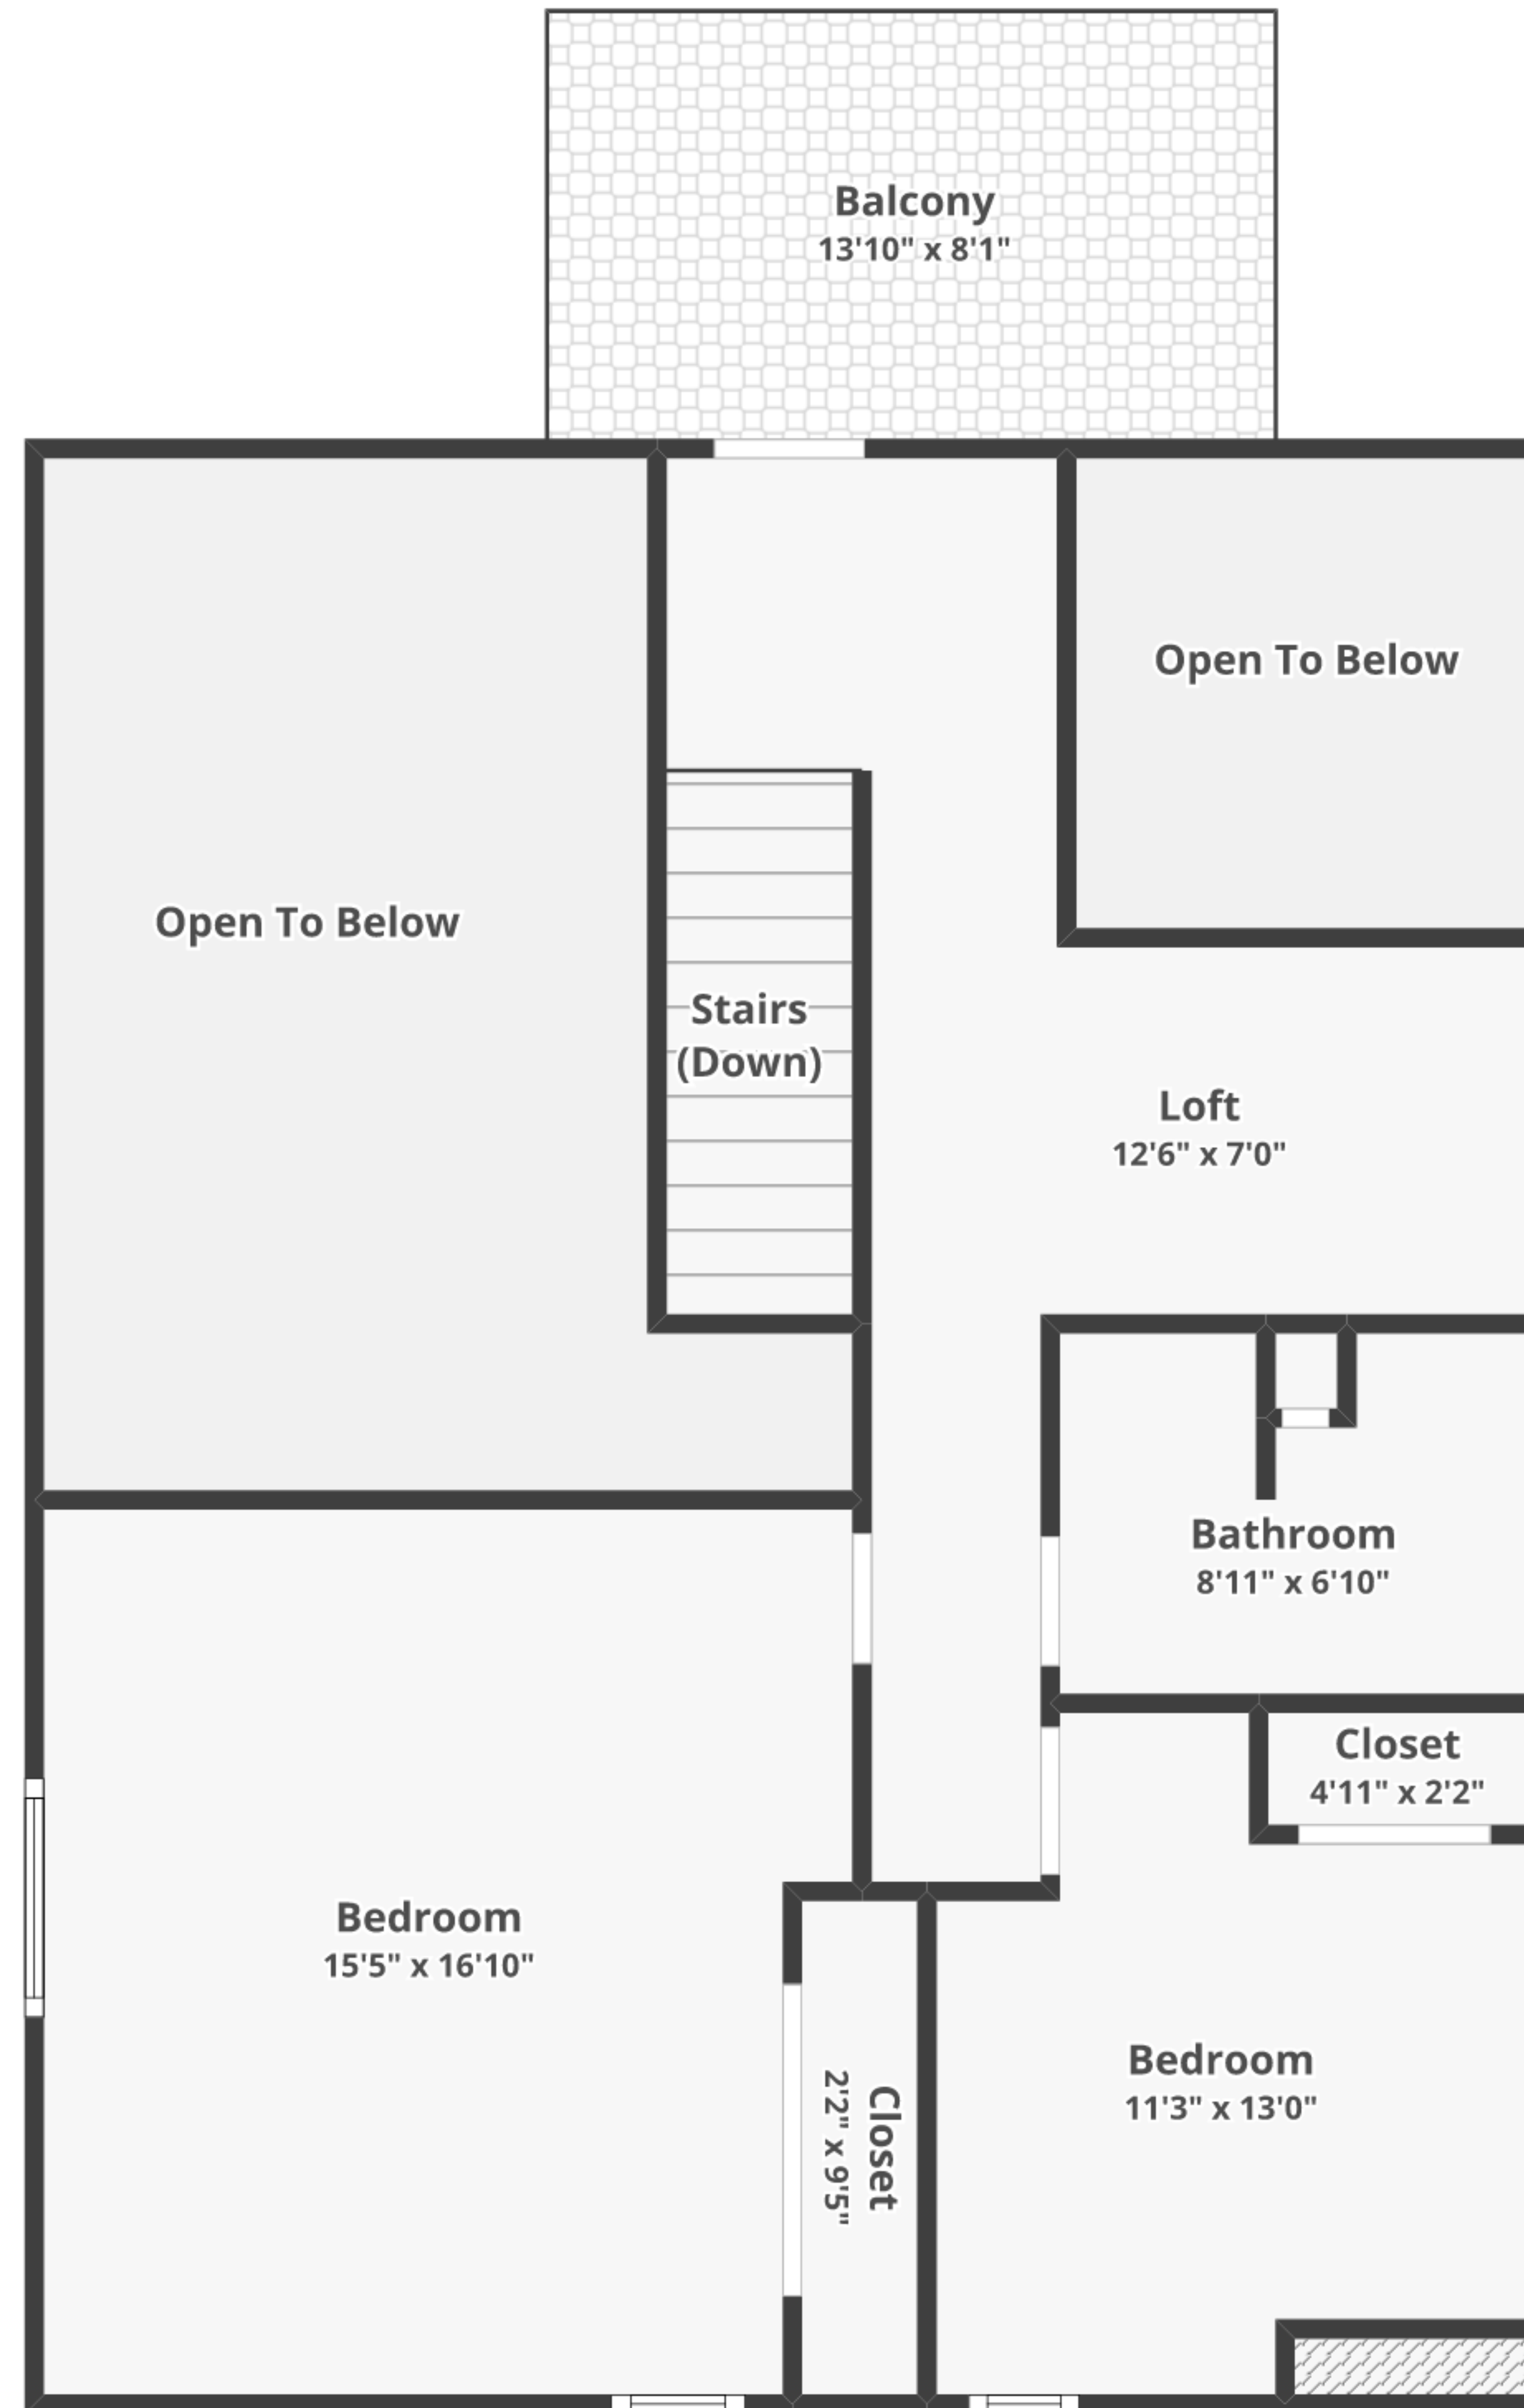 Balcony
13'10" x 8'1"
Open To Below
Open To Below
Stairs
(Down)
Loft
12'6" x 7'0"
Bathroom
8'11" x 6'10"
Closet
4'11" x 2'2"
Bedroom
15'5" x 16'10"
Bedroom
11'3" x 13'0"
Closet
2'2" x 9'5"